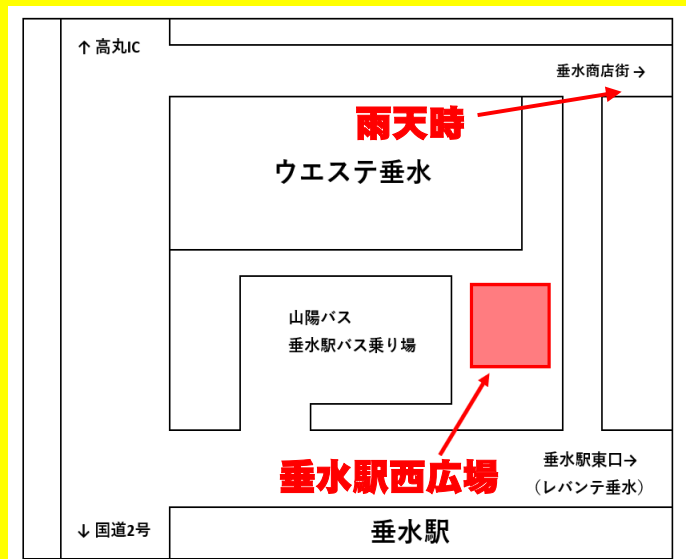 ↑ 高丸IC
垂水商店街 →
雨天時
ウエステ垂水
山陽バス
垂水駅バス乗り場
垂水駅西広場
垂水駅東口→
（レバンテ垂水）
↓ 国道2号
垂水駅